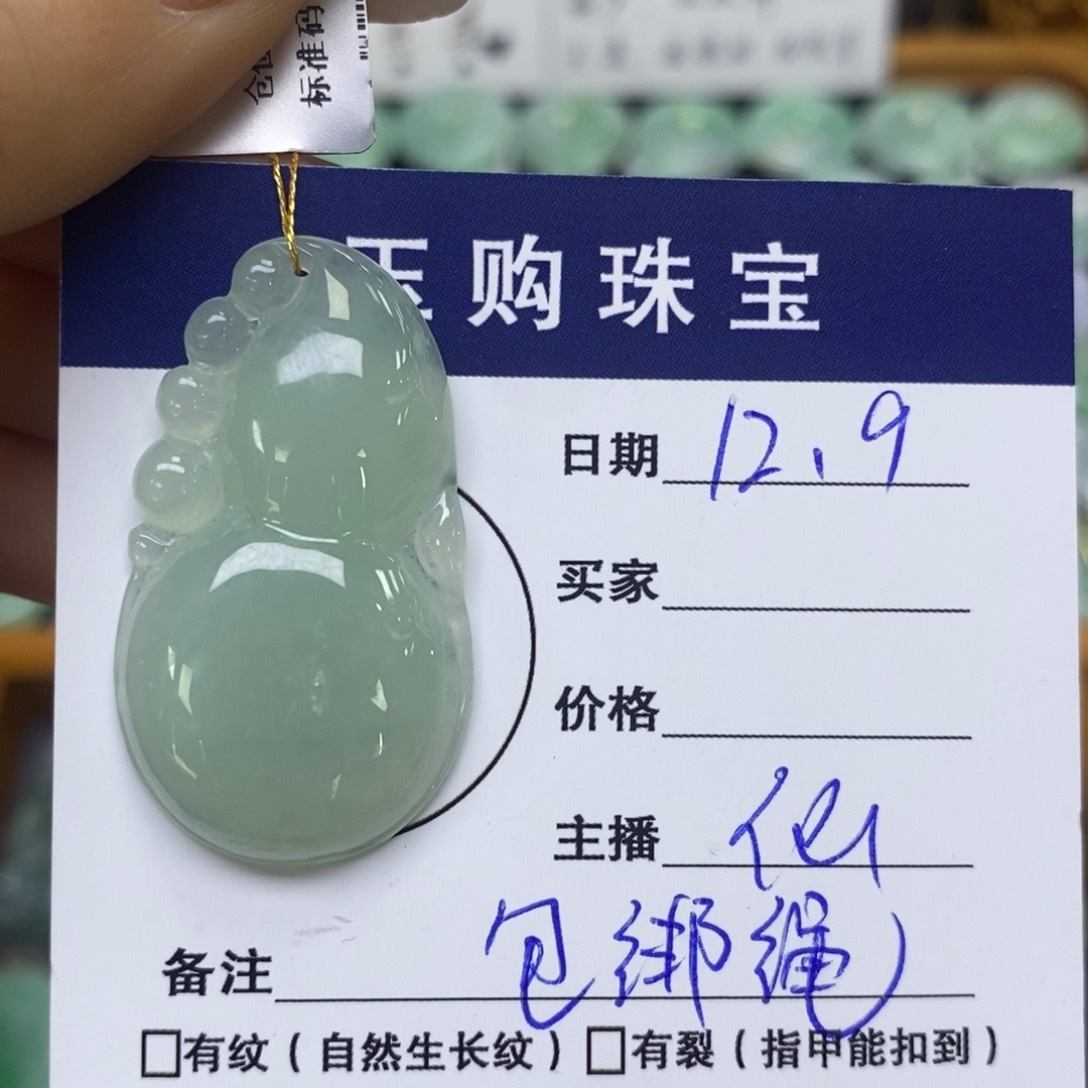 标准码
玉购珠宝
日期 12.9
买家
价格
主播 仙
备注 包绑绳
□有纹（自然生长纹）□有裂（指甲能扣到）